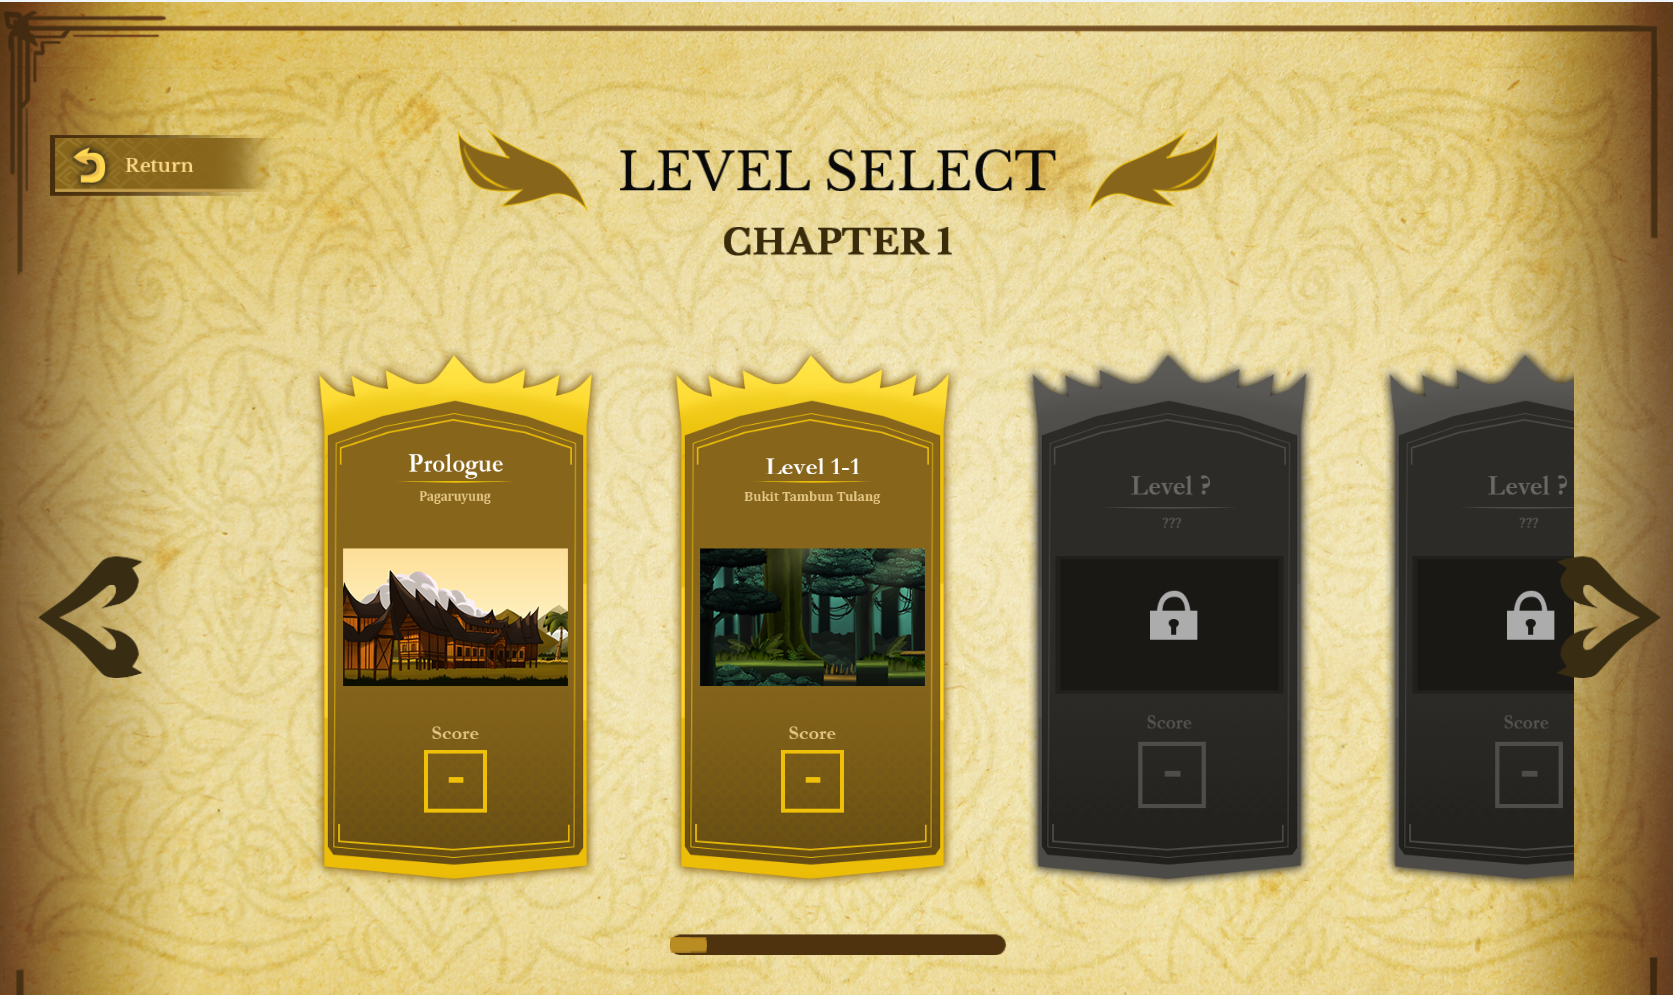 Return
LEVEL SELECT
CHAPTER 1
Prologue
Pagaruyung
Score
-
Level 1-1
Bukit Tambun Tulang
Score
-
Level ?
???
Score
-
Level ?
???
Score
-